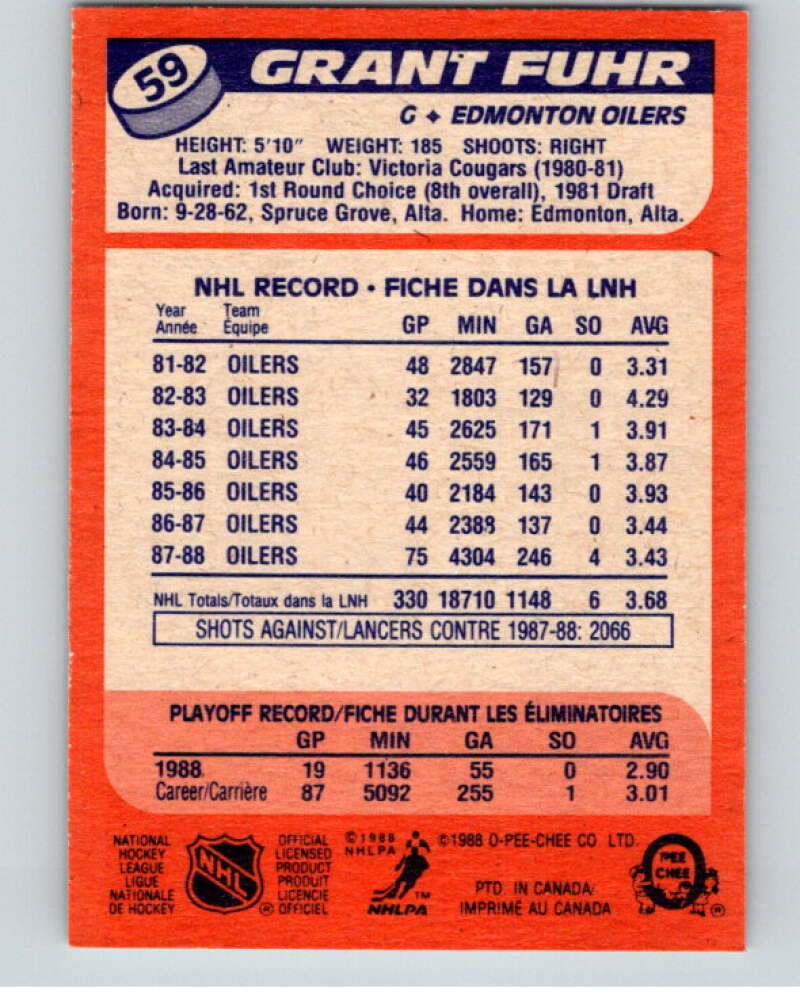 59 GRANT FUHR
G ♦ EDMONTON OILERS
HEIGHT: 5'10" WEIGHT: 185 SHOOTS: RIGHT
Last Amateur Club: Victoria Cougars (1980-81)
Acquired: 1st Round Choice (8th overall), 1981 Draft
Born: 9-28-62, Spruce Grove, Alta. Home: Edmonton, Alta.
NHL RECORD • FICHE DANS LA LNH
Year Team
Année Équipe GP MIN GA SO AVG
81-82 OILERS 48 2847 157 0 3.31
82-83 OILERS 32 1803 129 0 4.29
83-84 OILERS 45 2625 171 1 3.91
84-85 OILERS 46 2559 165 1 3.87
85-86 OILERS 40 2184 143 0 3.93
86-87 OILERS 44 2388 137 0 3.44
87-88 OILERS 75 4304 246 4 3.43
NHL Totals/Totaux dans la LNH 330 18710 1148 6 3.68
SHOTS AGAINST/LANCERS CONTRE 1987-88: 2066
PLAYOFF RECORD/FICHE DURANT LES ÉLIMINATOIRES
GP MIN GA SO AVG
1988 19 1136 55 0 2.90
Career/Carrière 87 5092 255 1 3.01
NATIONAL
HOCKEY
LEAGUE
LIGUE
NATIONALE
DE HOCKEY
NHL
®
OFFICIAL
LICENSED
PRODUCT
PRODUIT
LICENCIE
OFFICIEL
©1988
NHLPA
TM
NHLPA
©1988 O-PEE-CHEE CO LTD.
PTD. IN CANADA/
IMPRIMÉ AU CANADA
O
PEE
CHEE
®